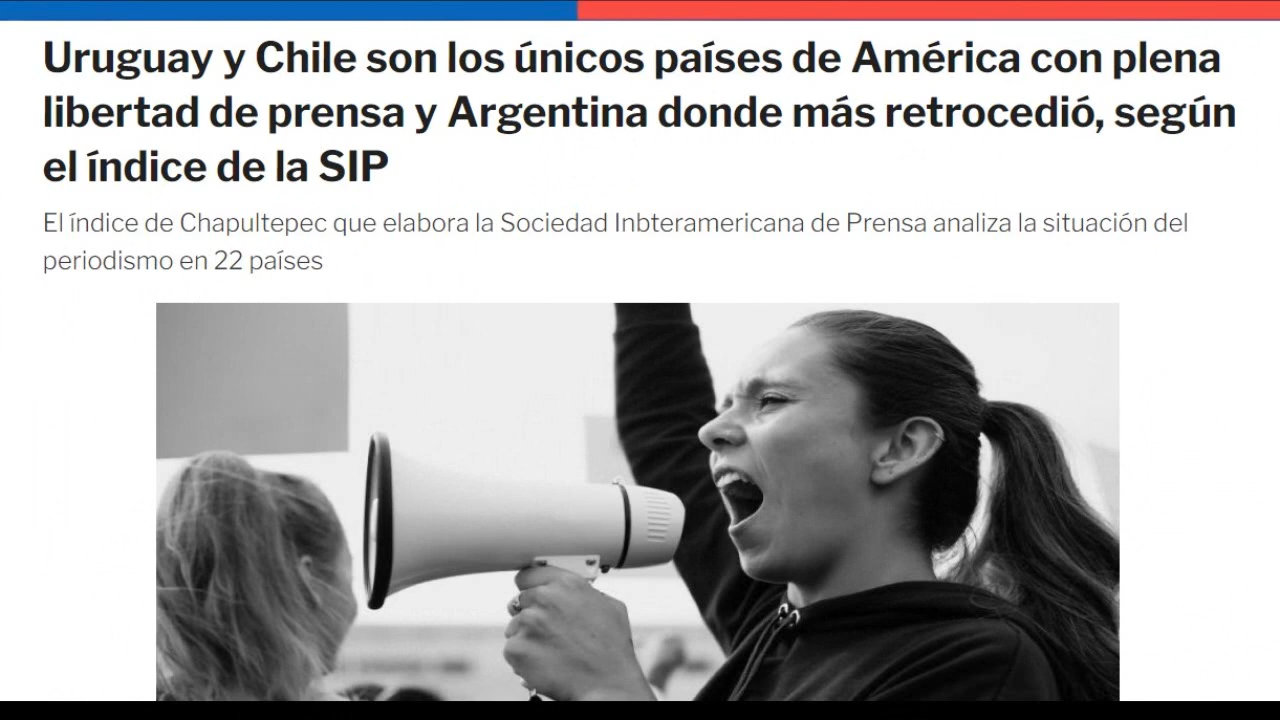 Uruguay y Chile son los únicos países de América con plena
libertad de prensa y Argentina donde más retrocedió, según
el índice de la SIP
El índice de Chapultepec que elabora la Sociedad Inbteramericana de Prensa analiza la situación del
periodismo en 22 países